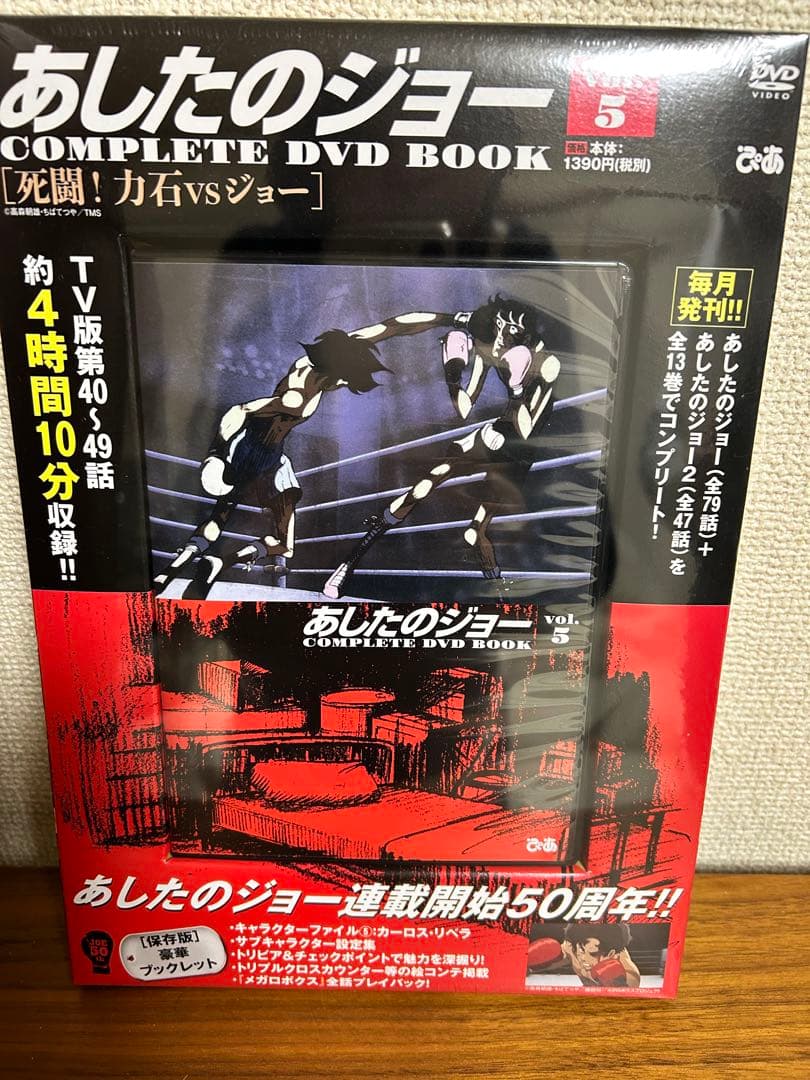 あしたのジョー
5
DVD
VIDEO
COMPLETE DVD BOOK
価格 本体:
1390円(税別)
ぴあ
[死闘! 力石vsジョー]
©高森朝雄・ちばてつや/TMS
毎月
発刊!!
あしたのジョー(全79話)+
あしたのジョー2(全47話)を
全13巻でコンプリート!
TV版第40〜49話
約4時間10分収録!!
あしたのジョー
vol.
5
COMPLETE DVD BOOK
ぴあ
あしたのジョー連載開始50周年!!
JOE
50
th
[保存版]
豪華
ブックレット
・キャラクターファイル⑤:カーロス・リベラ
・サブキャラクター設定集
・トリビア&チェックポイントで魅力を深掘り!
・トリプルクロスカウンター等の絵コンテ掲載
・『メガロボクス』全話プレイバック!